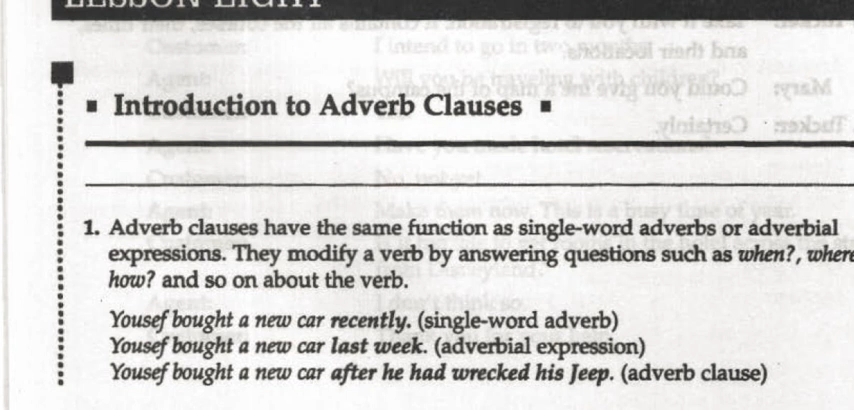 LESSON EIGHT
▪ Introduction to Adverb Clauses ▪
1. Adverb clauses have the same function as single-word adverbs or adverbial
expressions. They modify a verb by answering questions such as when?, where
how? and so on about the verb.
Yousef bought a new car recently. (single-word adverb)
Yousef bought a new car last week. (adverbial expression)
Yousef bought a new car after he had wrecked his Jeep. (adverb clause)